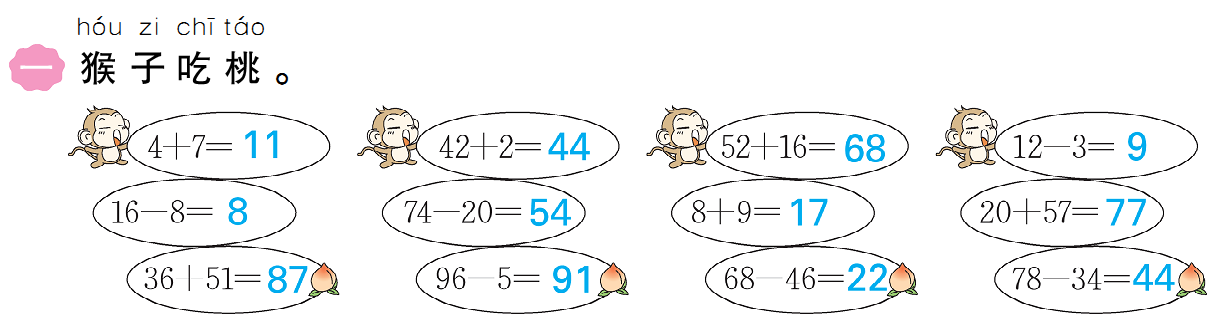 hóu zi chī táo
一 猴子吃桃。
4+7=11 42+2=44 52+16=68 12-3=9
16-8=8 74-20=54 8+9=17 20+57=77
36+51=87 96-5=91 68-46=22 78-34=44